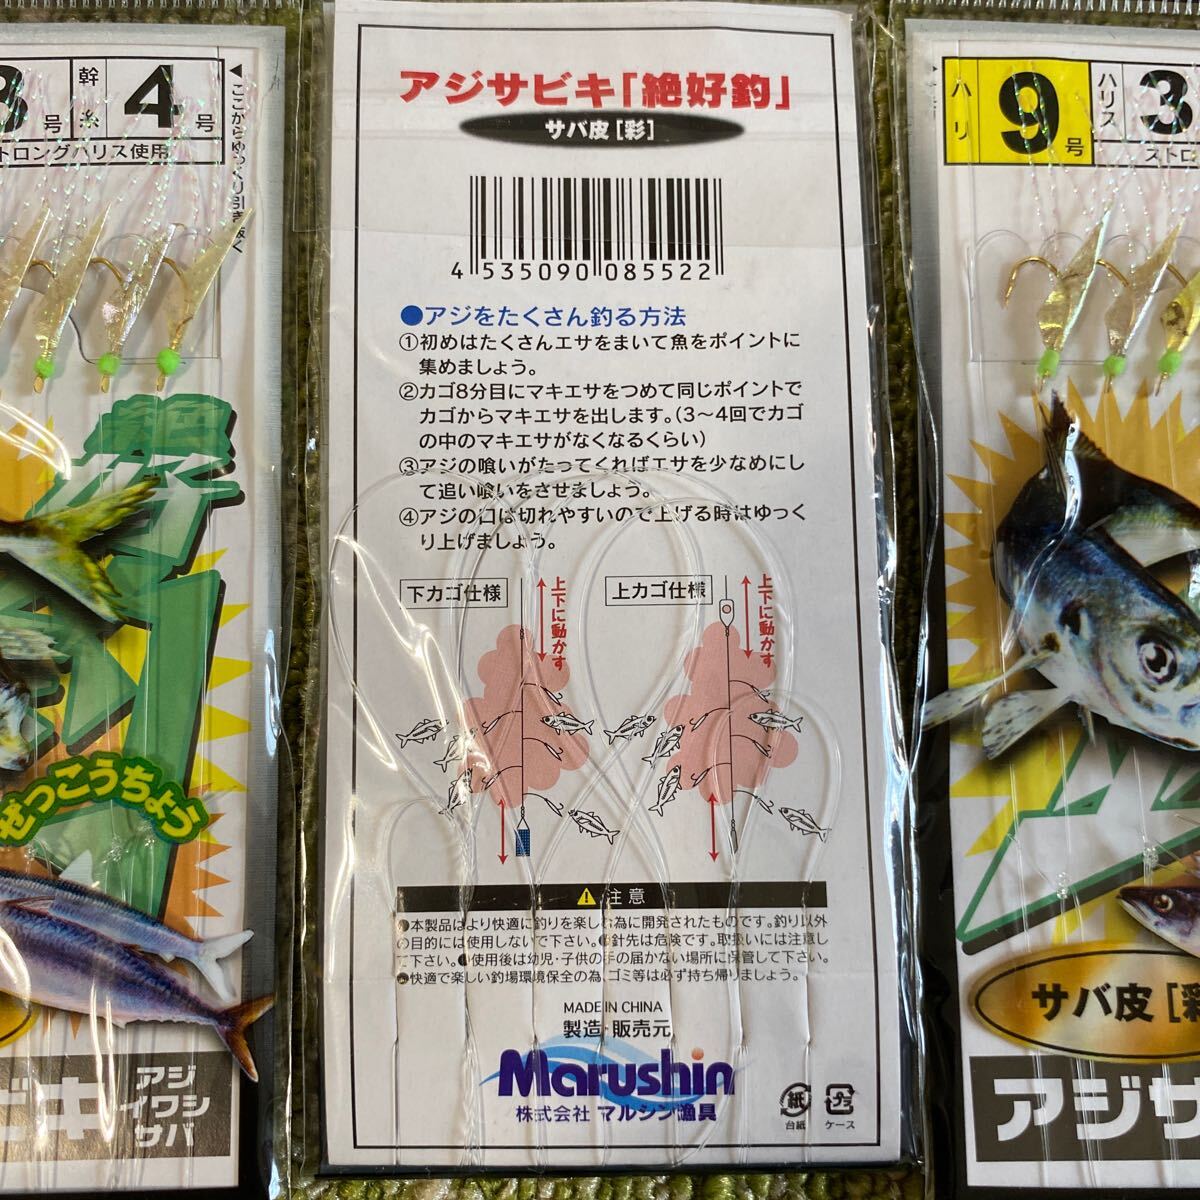 幹糸
4号
トロングハリス使用
◀ここからゆっくり引き抜く
ぜっこうちょう
ビキ
アジ
イワシ
サバ
アジサビキ「絶好釣」
サバ皮［彩］
4 535090 085522
●アジをたくさん釣る方法
①初めはたくさんエサをまいて魚をポイントに
集めましょう。
②カゴ8分目にマキエサをつめて同じポイントで
カゴからマキエサを出します。(3〜4回でカゴ
の中のマキエサがなくなるくらい)
③アジの喰いがたってくればエサを少なめにし
て追い喰いをさせましょう。
④アジの口は切れやすいので上げる時はゆっく
り上げましょう。
下カゴ仕様
上下に動かす
上カゴ仕様
上下に動かす
注意
●本製品はより快適に釣りを楽しむ為に開発されたものです。釣り以外
の目的には使用しないで下さい。●針先は危険です。取扱いには注意し
て下さい。●使用後は幼児・子供の手の届かない場所に保管して下さい。
●快適で楽しい釣場環境保全の為、ゴミ等は必ず持ち帰りましょう。
MADE IN CHINA
製造・販売元
Marushin
株式会社 マルシン漁具
紙
台紙
プラ
ケース
ハリ
9号
ハリス
3
ストロ
サバ皮［彩
アジサ